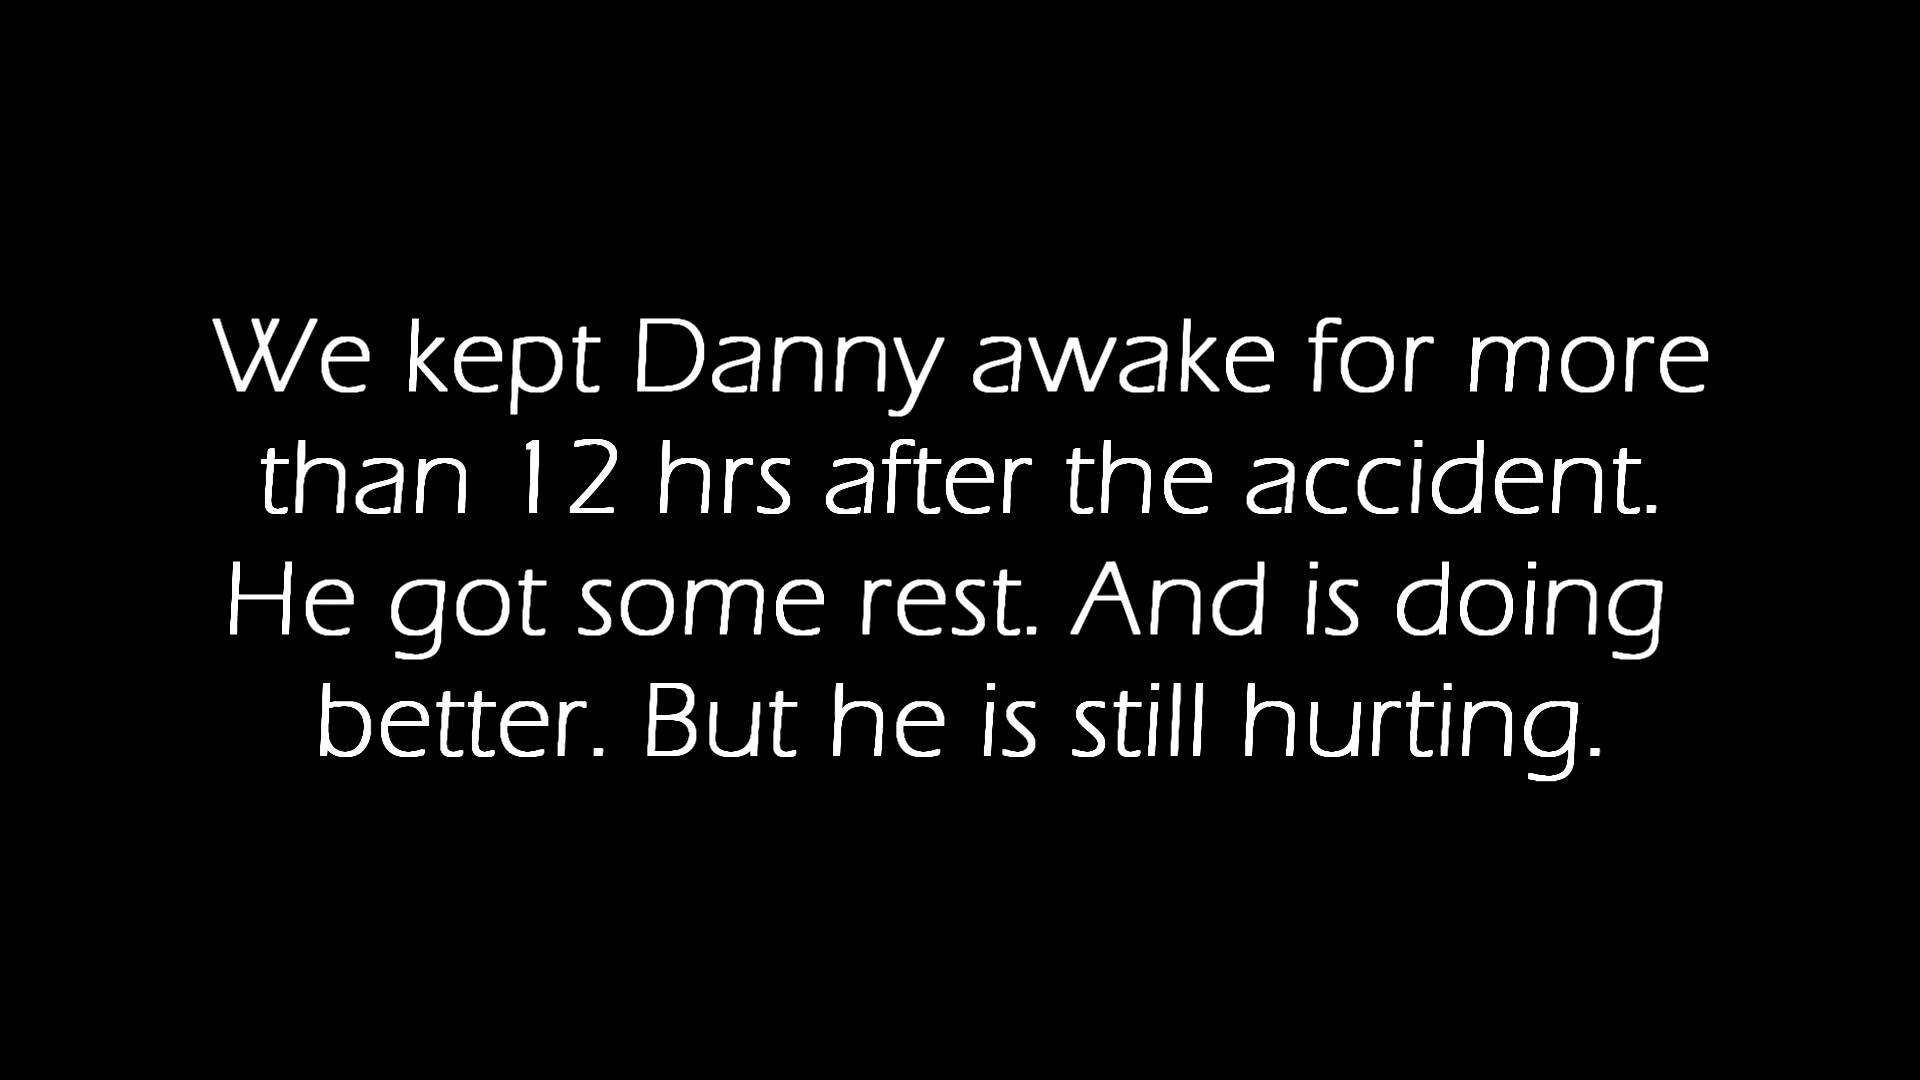 We kept Danny awake for more
than 12 hrs after the accident.
He got some rest. And is doing
better. But he is still hurting.